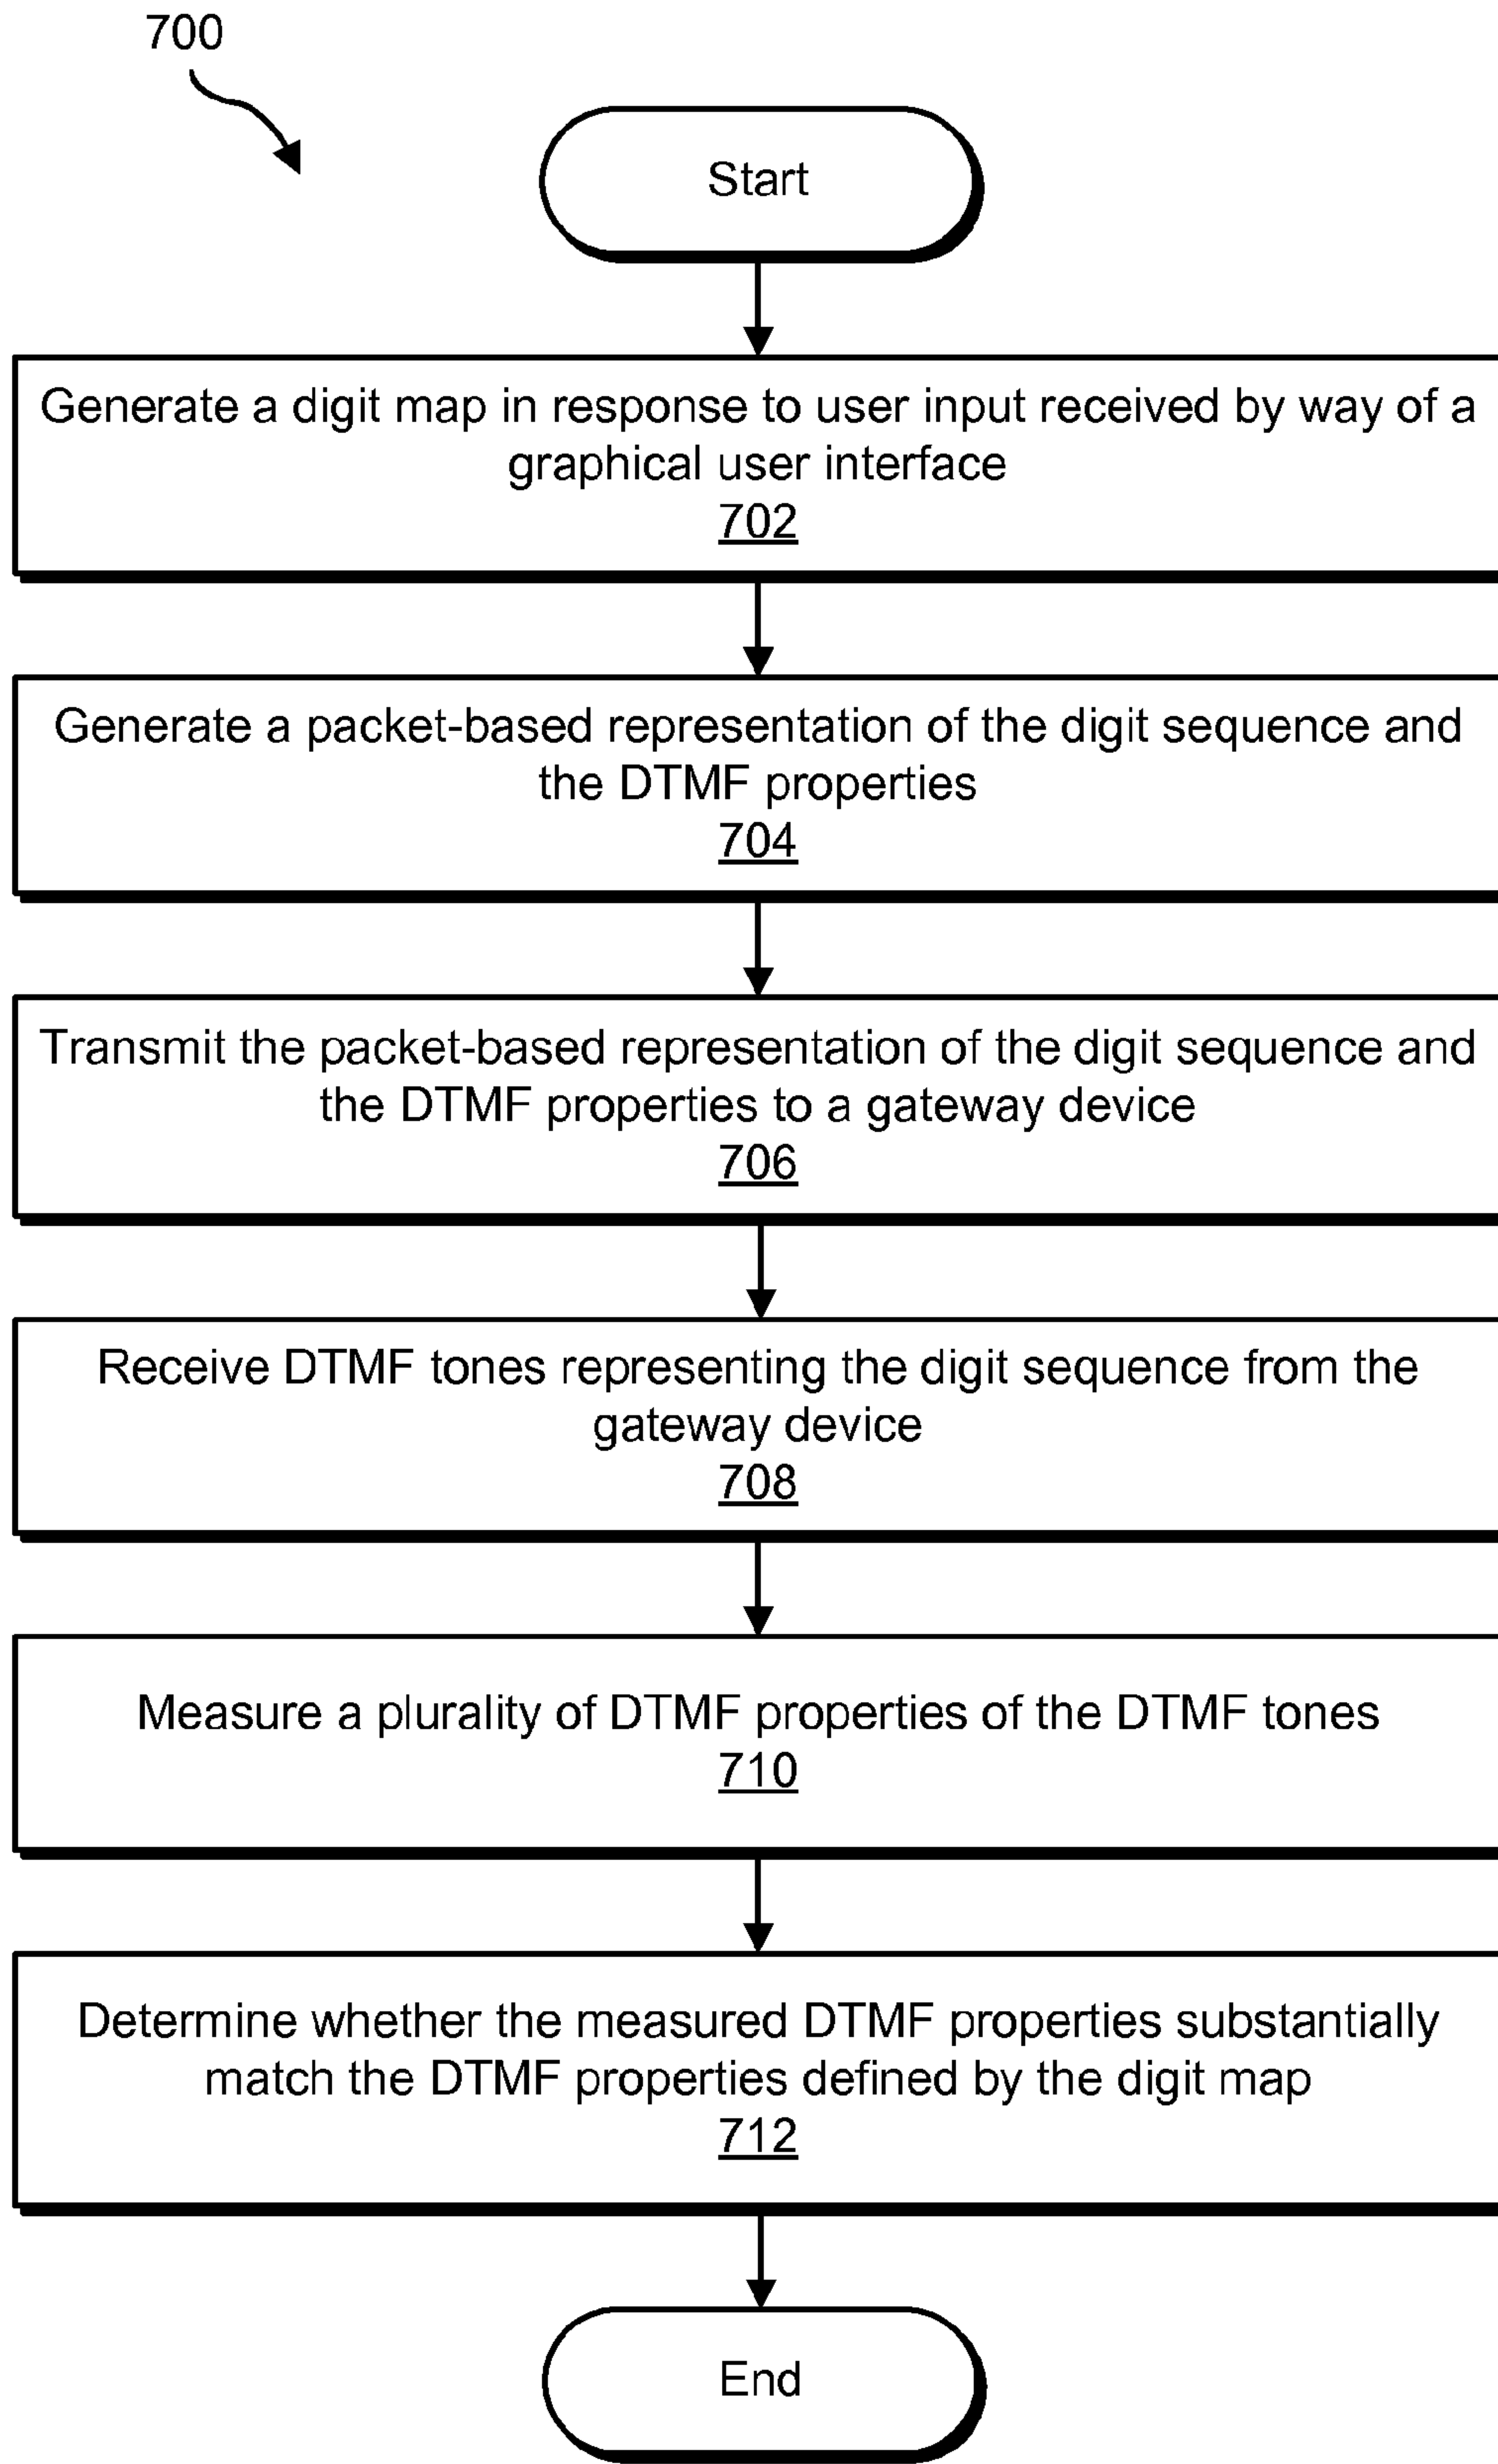 700
Start
Generate a digit map in response to user input received by way of a
graphical user interface
702
Generate a packet-based representation of the digit sequence and
the DTMF properties
704
Transmit the packet-based representation of the digit sequence and
the DTMF properties to a gateway device
706
Receive DTMF tones representing the digit sequence from the
gateway device
708
Measure a plurality of DTMF properties of the DTMF tones
710
Determine whether the measured DTMF properties substantially
match the DTMF properties defined by the digit map
712
End